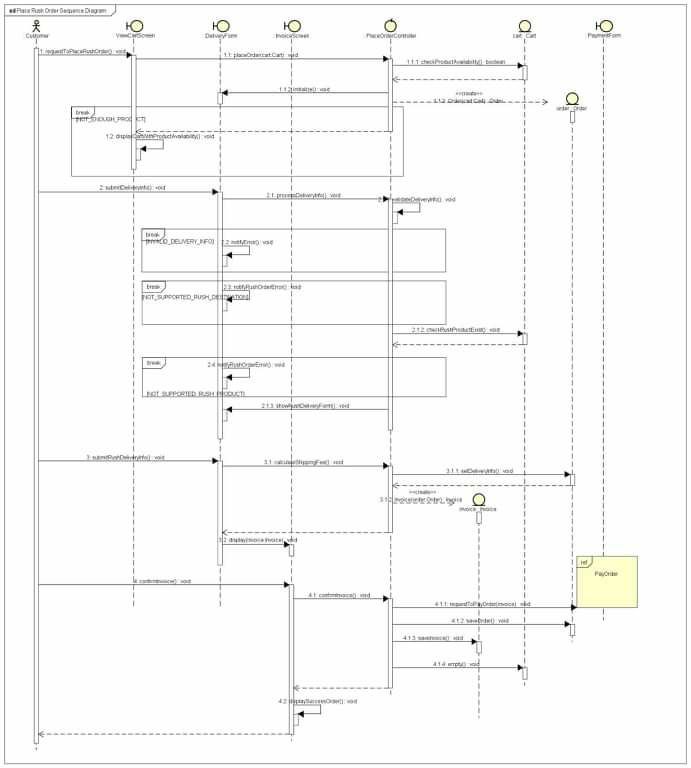 sd Place Rush Order Sequence Diagram
Customer
ViewCartScreen
DeliveryForm
InvoiceScreen
PlaceOrderController
cart : Cart
PaymentForm
1: requestToPlaceRushOrder() : void
1.1: placeOrder(cart:Cart) : void
1.1.1: checkProductAvailability() : boolean
1.1.2: initialize() : void
<<create>>
1.1.3: Order(cart:Cart) : Order
order : Order
break
[NOT_ENOUGH_PRODUCT]
1.2: displayCartWithProductAvailability() : void
2: submitDeliveryInfo() : void
2.1: processDeliveryInfo() : void
validateDeliveryInfo() : void
break
[INVALID_DELIVERY_INFO]
2.2: notifyError() : void
break
2.3: notifyRushOrderError() : void
[NOT_SUPPORTED_RUSH_DESTINATION]
2.1.2: checkRushProductExist() : void
break
2.4: notifyRushOrderError() : void
[NOT_SUPPORTED_RUSH_PRODUCT]
2.1.3: showRushDeliveryForm() : void
3: submitRushDeliveryInfo() : void
3.1: calculateShippingFee() : void
3.1.1: setDeliveryInfo() : void
<<create>>
3.1.2: Invoice(order:Order) : Invoice
invoice : Invoice
3.2: display(invoice:Invoice) : void
ref
PayOrder
4: confirmInvoice() : void
4.1: confirmInvoice() : void
4.1.1: requestToPayOrder(invoice) : void
4.1.2: saveOrder() : void
4.1.3: saveInvoice() : void
4.1.4: empty() : void
4.2: displaySuccessOrder() : void